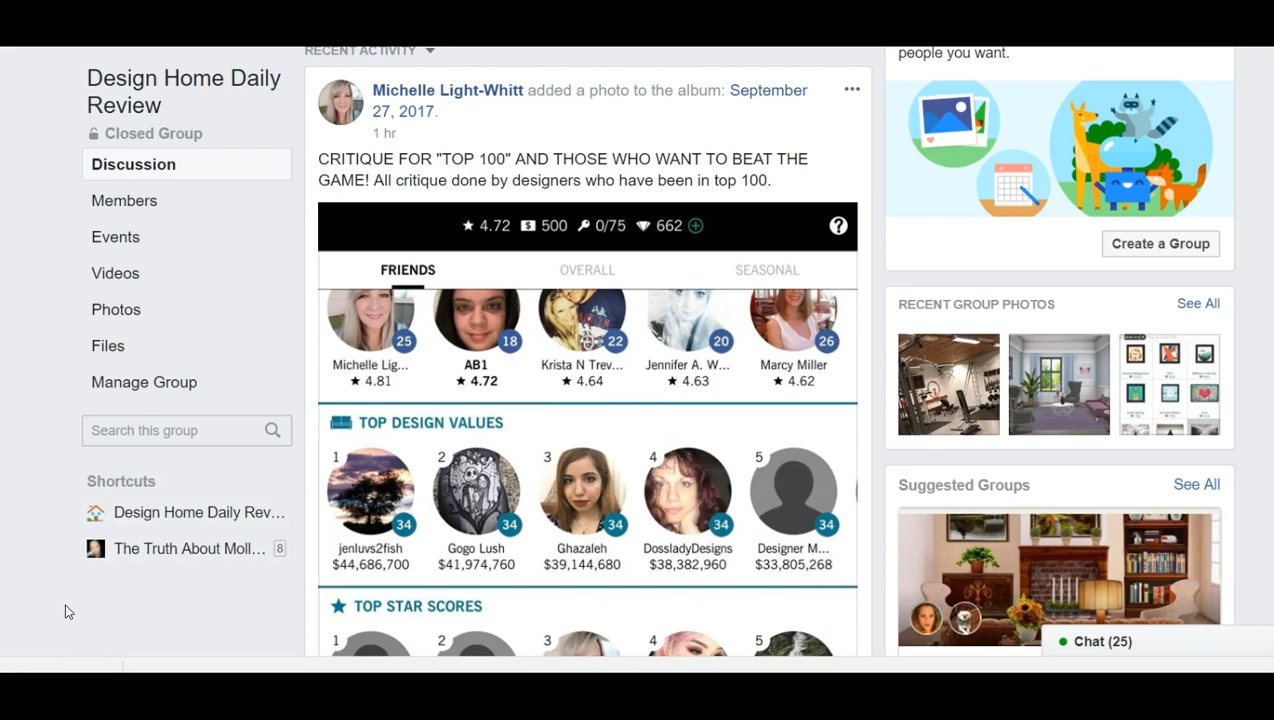 Design Home Daily
Review
Closed Group
Discussion
Members
Events
Videos
Photos
Files
Manage Group
Search this group
Shortcuts
Design Home Daily Rev...
The Truth About Moll... 8
RECENT ACTIVITY
Michelle Light-Whitt added a photo to the album: September
27, 2017.
1 hr
CRITIQUE FOR "TOP 100" AND THOSE WHO WANT TO BEAT THE
GAME! All critique done by designers who have been in top 100.
4.72 500 0/75 662
FRIENDS OVERALL SEASONAL
25 18 22 20 26
Michelle Lig... AB1 Krista N Trev... Jennifer A. W... Marcy Miller
★ 4.81 ★ 4.72 ★ 4.64 ★ 4.63 ★ 4.62
TOP DESIGN VALUES
1 2 3 4 5
34 34 34 34 34
jenluvs2fish Gogo Lush Ghazaleh DossladyDesigns Designer M...
$44,686,700 $41,974,760 $39,144,680 $38,382,960 $33,805,268
★ TOP STAR SCORES
1 2 3 4 5
people you want.
Create a Group
RECENT GROUP PHOTOS See All
Suggested Groups See All
Chat (25)